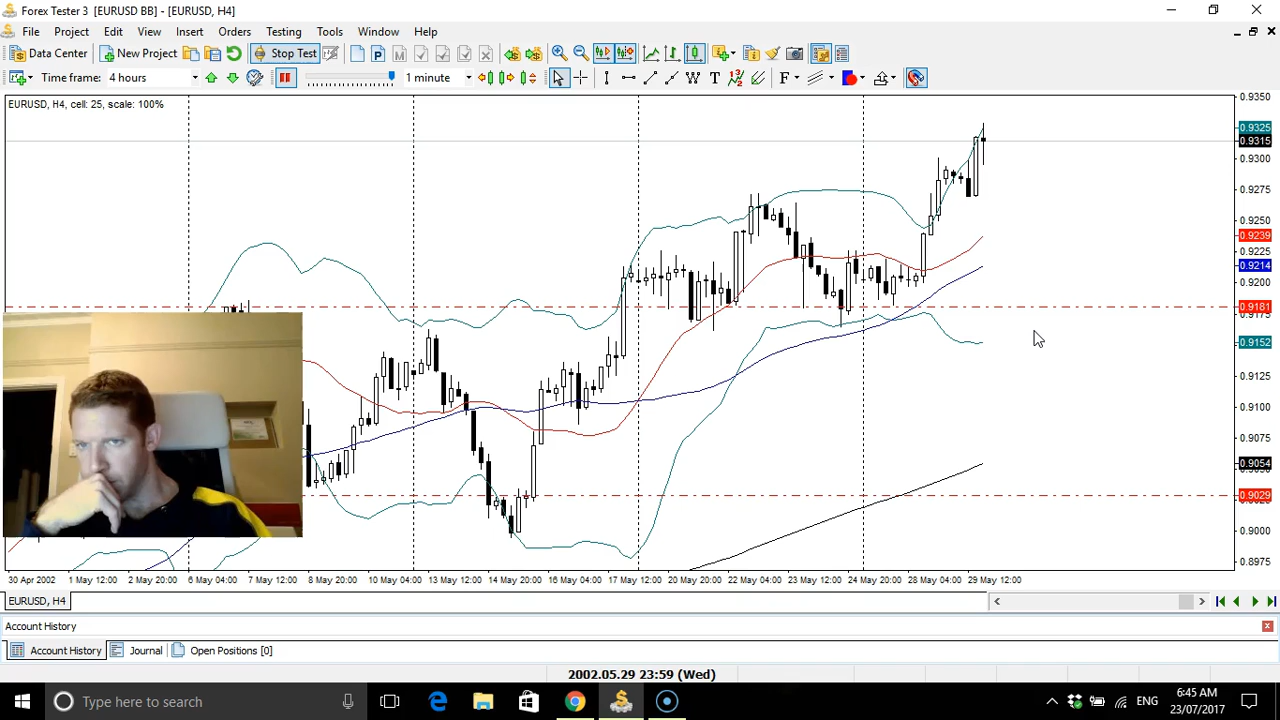 Forex Tester 3 [EURUSD BB] - [EURUSD, H4]
File Projects Edit View Insert Orders Testing Tools Window Help
Data Center New Project Stop Test
Time frame: 4 hours 1 minute
EURUSD, H4, cell: 25, scale: 100%
0.9350
0.9325
0.9315
0.9300
0.9275
0.9250
0.9239
0.9225
0.9214
0.9200
0.9181
0.9152
0.9125
0.9100
0.9075
0.9054
0.9029
0.9000
0.8975
30 Apr 2002 1 May 12:00 2 May 20:00 6 May 04:00 7 May 12:00 8 May 20:00 10 May 04:00 13 May 12:00 14 May 20:00 16 May 04:00 17 May 12:00 20 May 20:00 22 May 04:00 23 May 12:00 24 May 20:00 28 May 04:00 29 May 12:00
EURUSD, H4
Account History
Account History Journal Open Positions [0]
2002.05.29 23:59 (Wed)
Type here to search
ENG
6:45 AM
23/07/2017